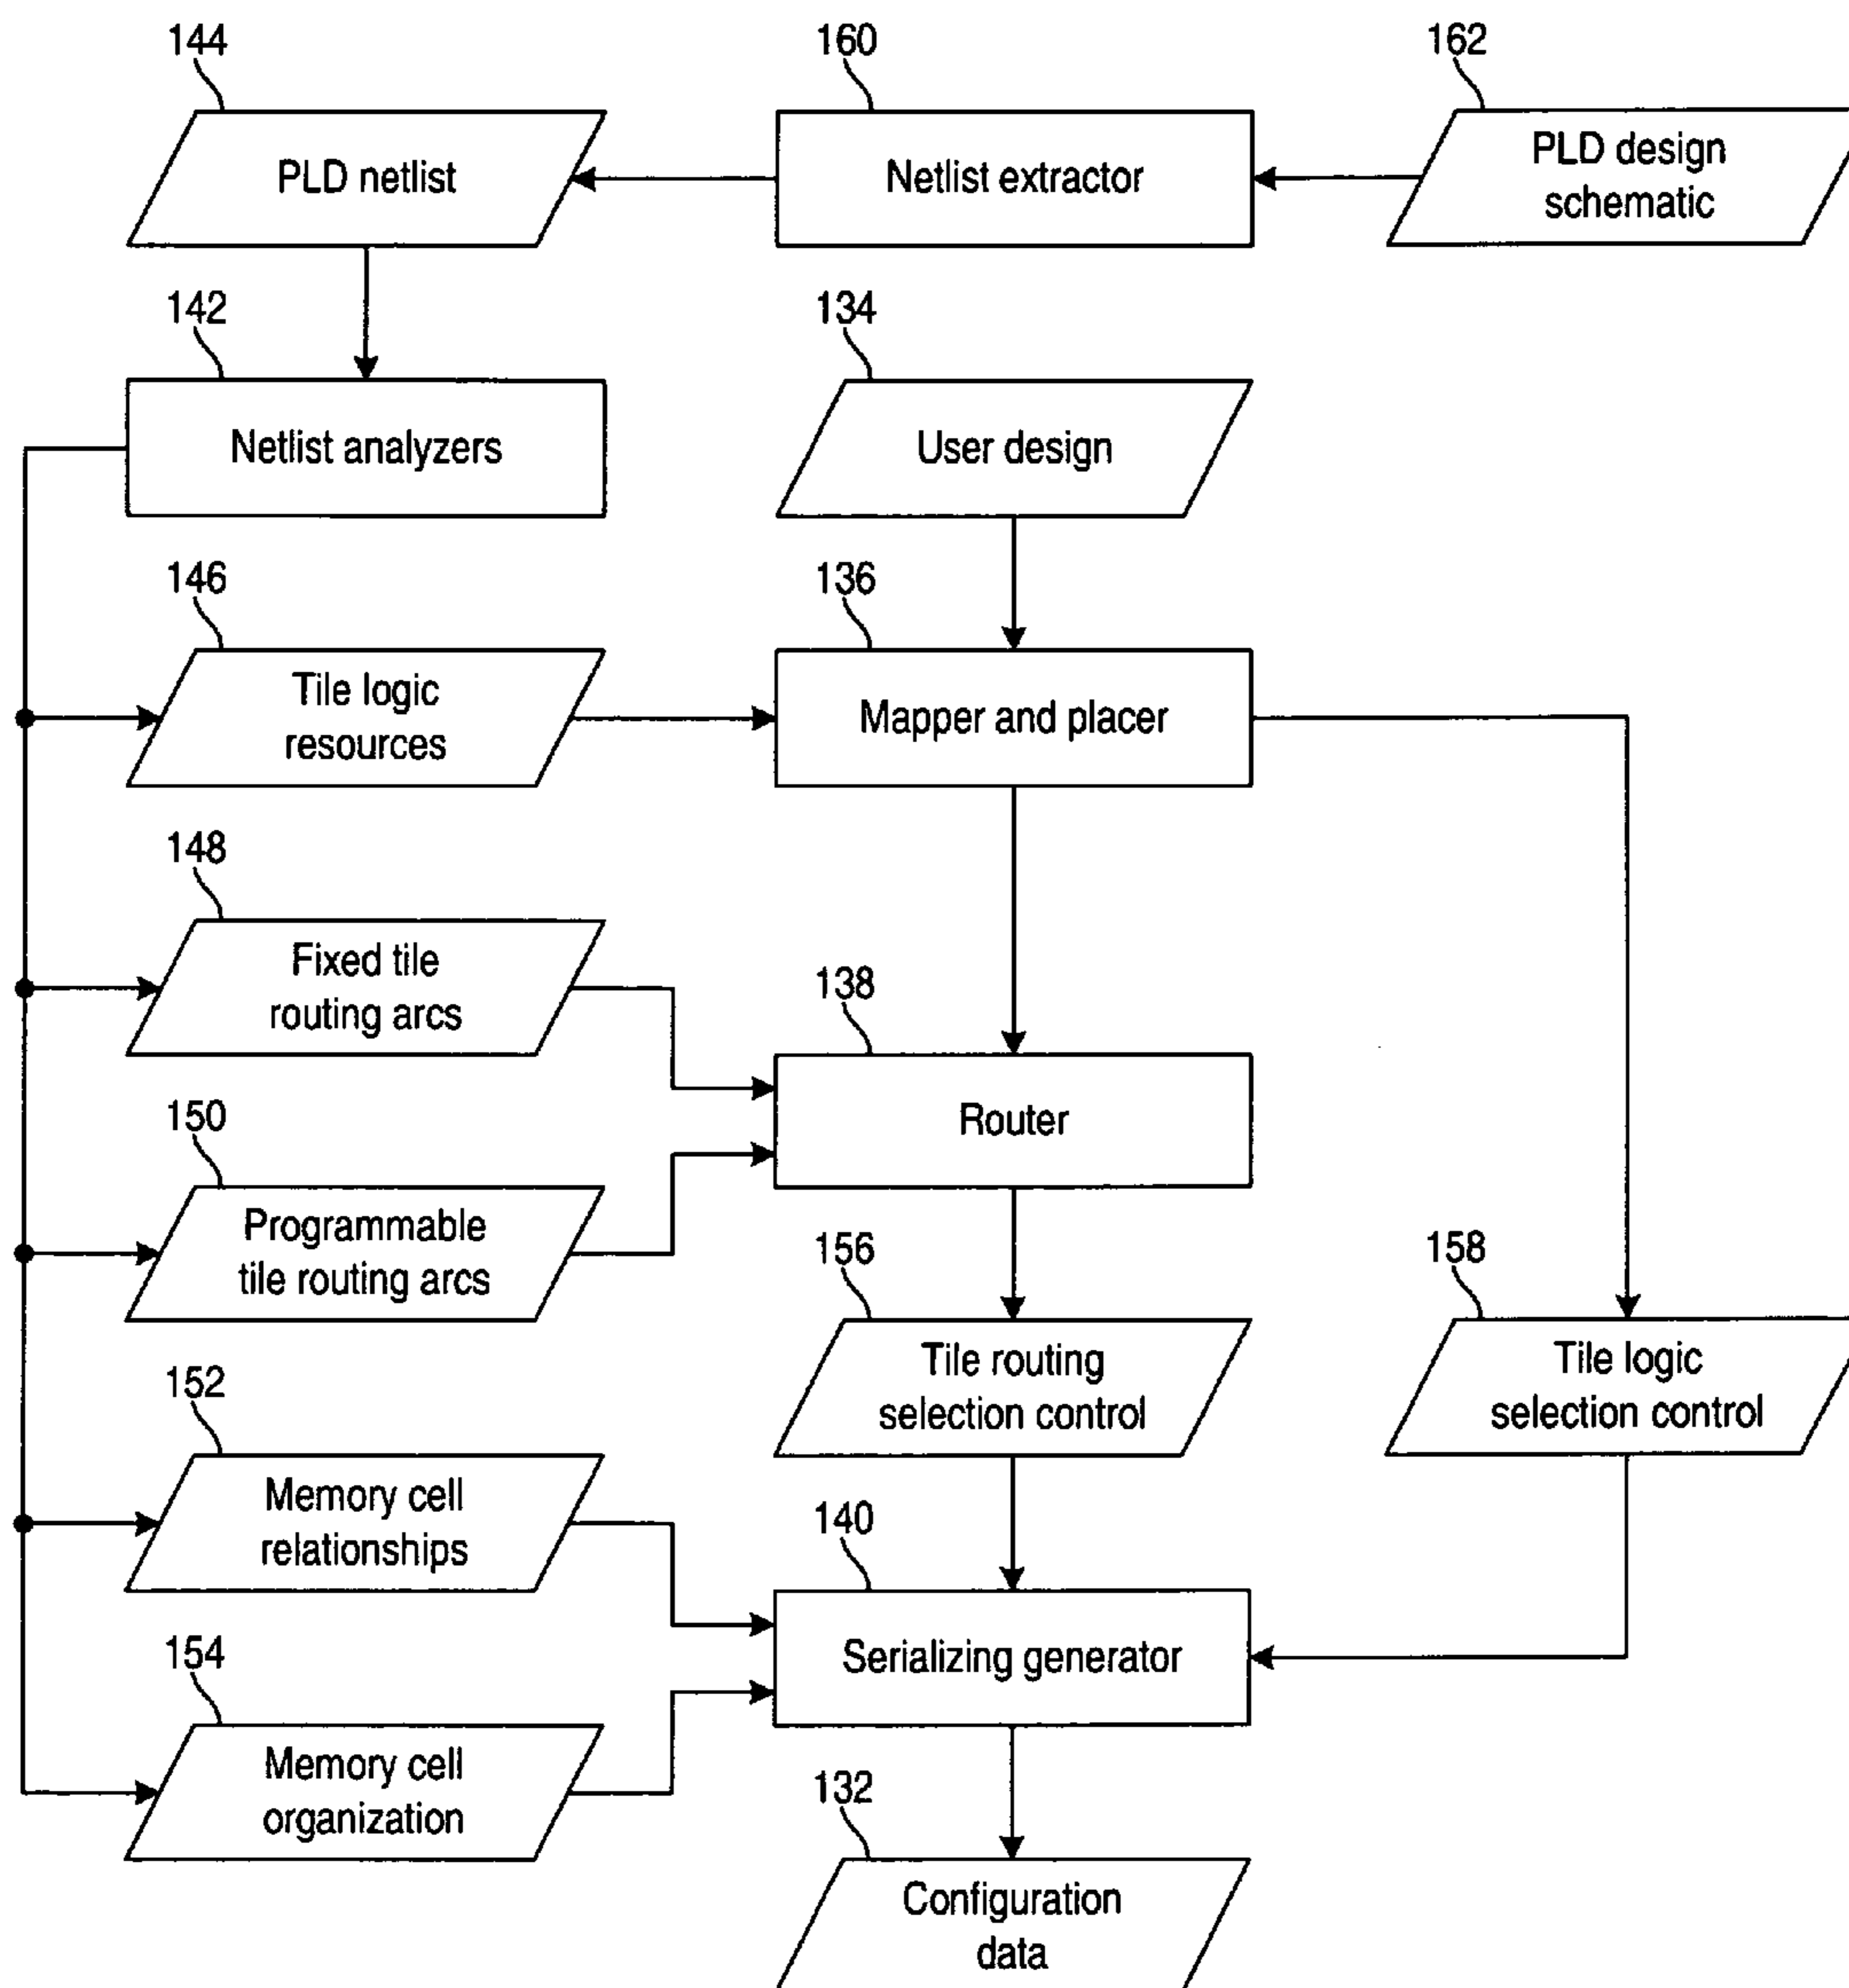 144
160
162
PLD netlist
Netlist extractor
PLD design
schematic
142
134
Netlist analyzers
User design
146
136
Tile logic
resources
Mapper and placer
148
Fixed tile
routing arcs
138
Router
150
Programmable
tile routing arcs
156
158
Tile routing
selection control
Tile logic
selection control
152
Memory cell
relationships
140
Serializing generator
154
Memory cell
organization
132
Configuration
data